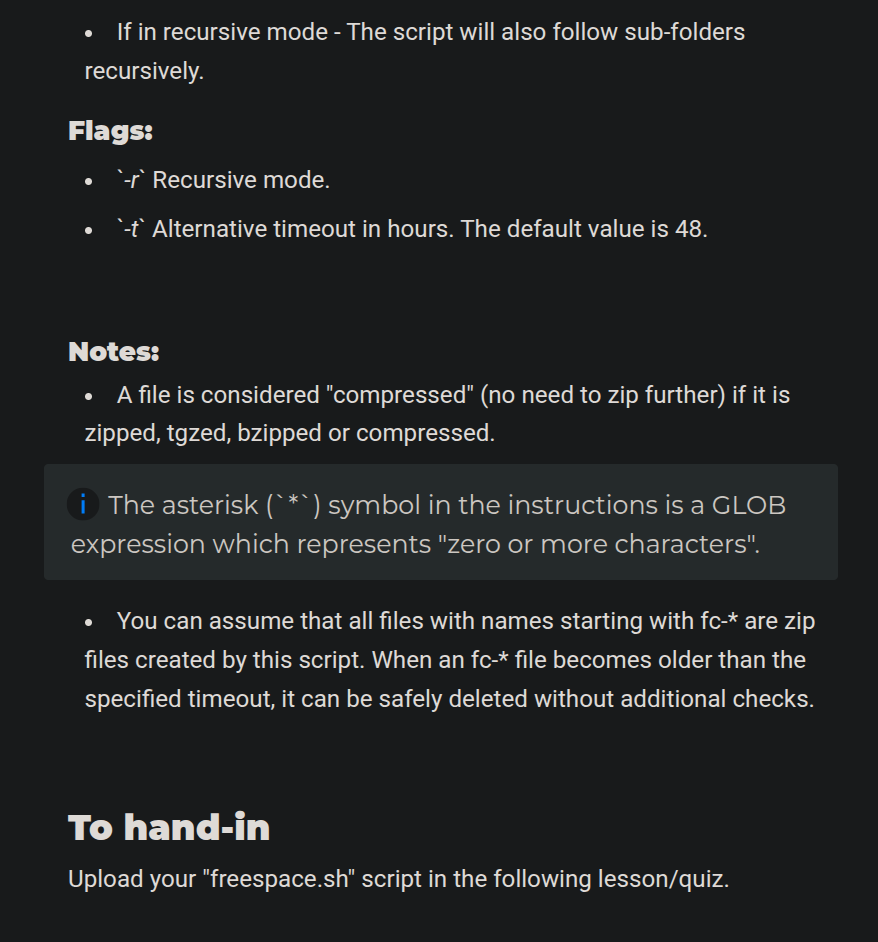 • If in recursive mode - The script will also follow sub-folders
recursively.
Flags:
• `-r` Recursive mode.
• `-t` Alternative timeout in hours. The default value is 48.
Notes:
• A file is considered "compressed" (no need to zip further) if it is
zipped, tgzed, bzipped or compressed.
i The asterisk (`*`) symbol in the instructions is a GLOB
expression which represents "zero or more characters".
• You can assume that all files with names starting with fc-* are zip
files created by this script. When an fc-* file becomes older than the
specified timeout, it can be safely deleted without additional checks.
To hand-in
Upload your "freespace.sh" script in the following lesson/quiz.